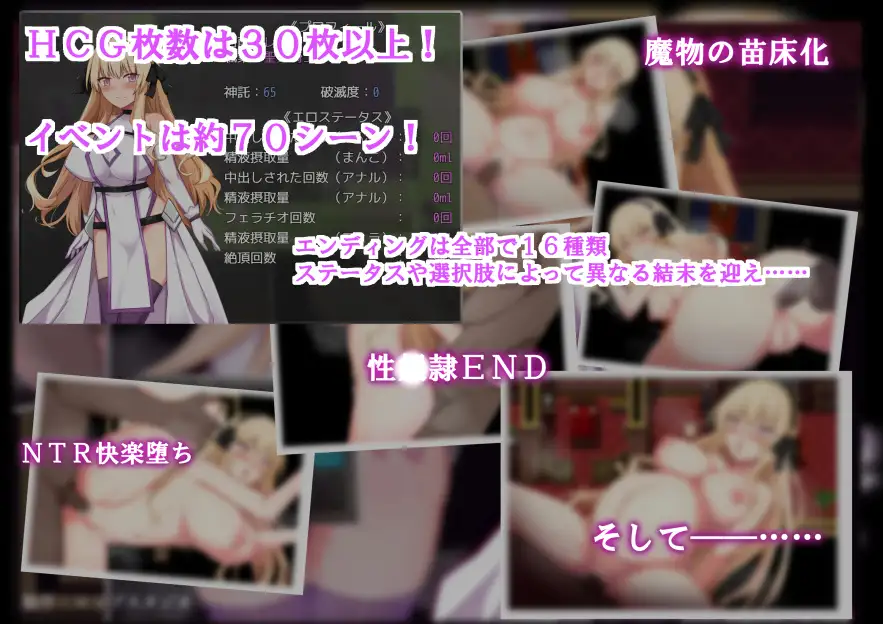 《プロフィール》
ＨＣＧ枚数は３０枚以上！
魔物の苗床化
神託：65 破滅度：0
《エロステータス》
イベントは約７０シーン！
0回
精液摂取量 （まんこ）： 0ml
中出しされた回数（アナル）： 0回
精液摂取量 （アナル）： 0ml
フェラチオ回数 ： 0回
精液摂取量
絶頂回数
エンディングは全部で１６種類
ステータスや選択肢によって異なる結末を迎え……
性 隷ＥＮＤ
ＮＴＲ快楽堕ち
そして――……